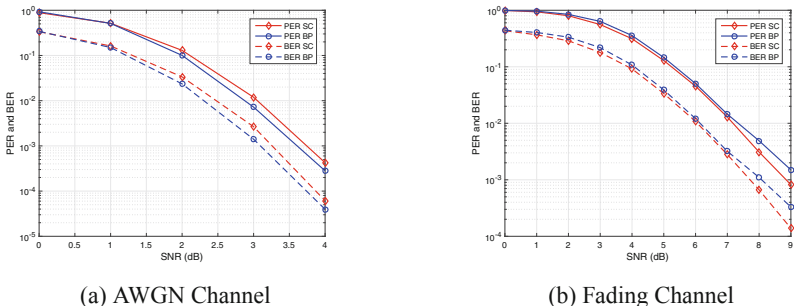 PER and BER
10^0
10^-1
10^-2
10^-3
10^-4
10^-5
0 0.5 1 1.5 2 2.5 3 3.5 4
SNR (dB)
PER SC
PER BP
BER SC
BER BP
(a) AWGN Channel
PER and BER
10^0
10^-1
10^-2
10^-3
10^-4
0 1 2 3 4 5 6 7 8 9
SNR (dB)
PER SC
PER BP
BER SC
BER BP
(b) Fading Channel